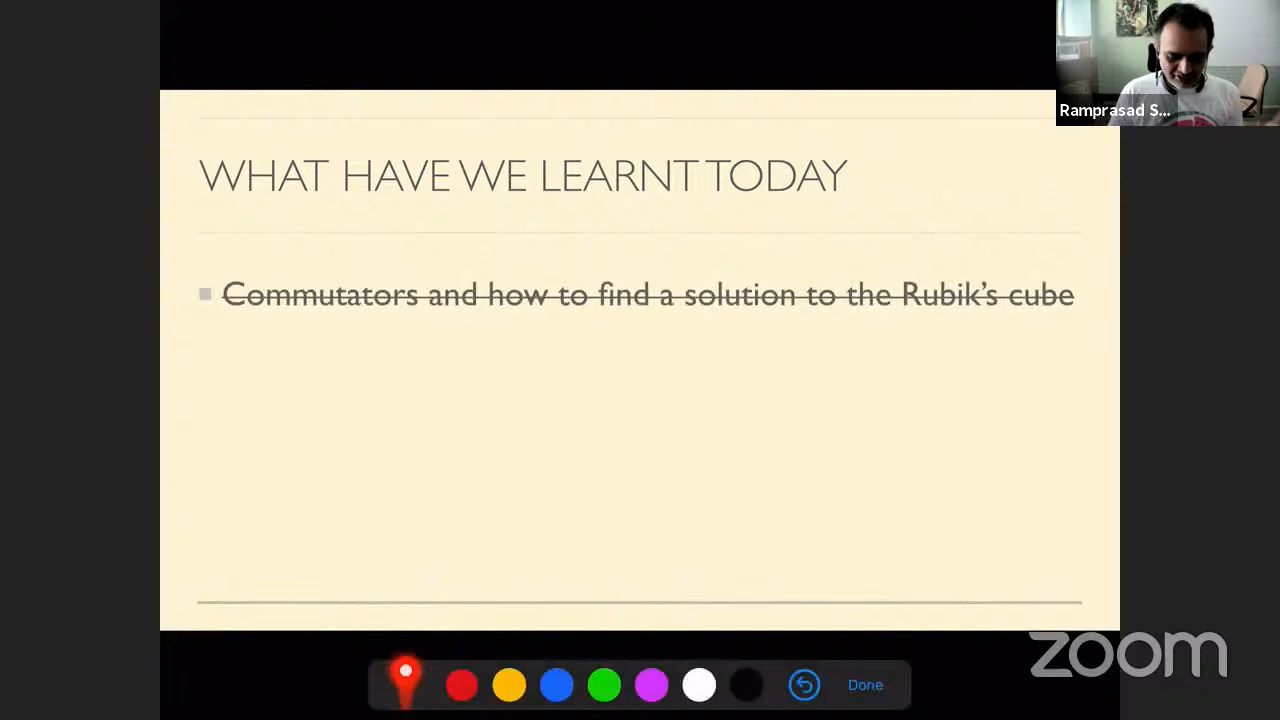 Ramprasad S...
WHAT HAVE WE LEARNT TODAY
Commutators and how to find a solution to the Rubik's cube
zoom
Done